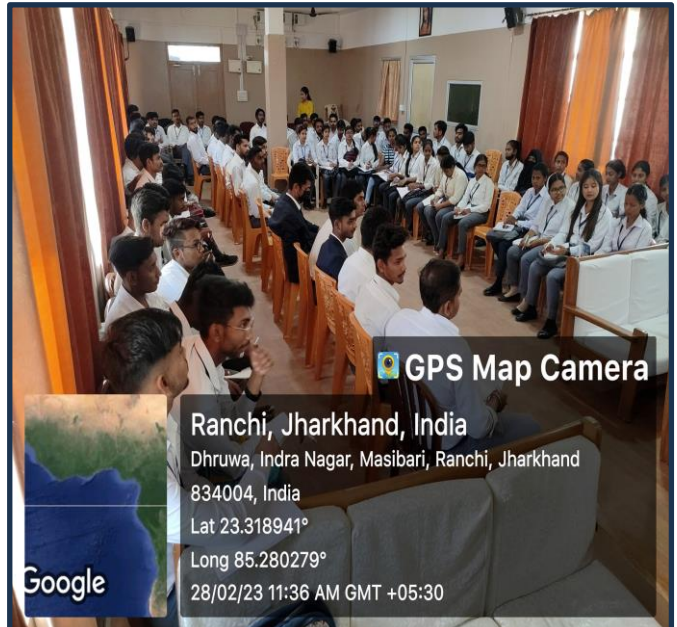 GPS Map Camera
Ranchi, Jharkhand, India
Dhruwa, Indra Nagar, Masibari, Ranchi, Jharkhand
834004, India
Lat 23.318941°
Long 85.280279°
28/02/23 11:36 AM GMT +05:30
Google